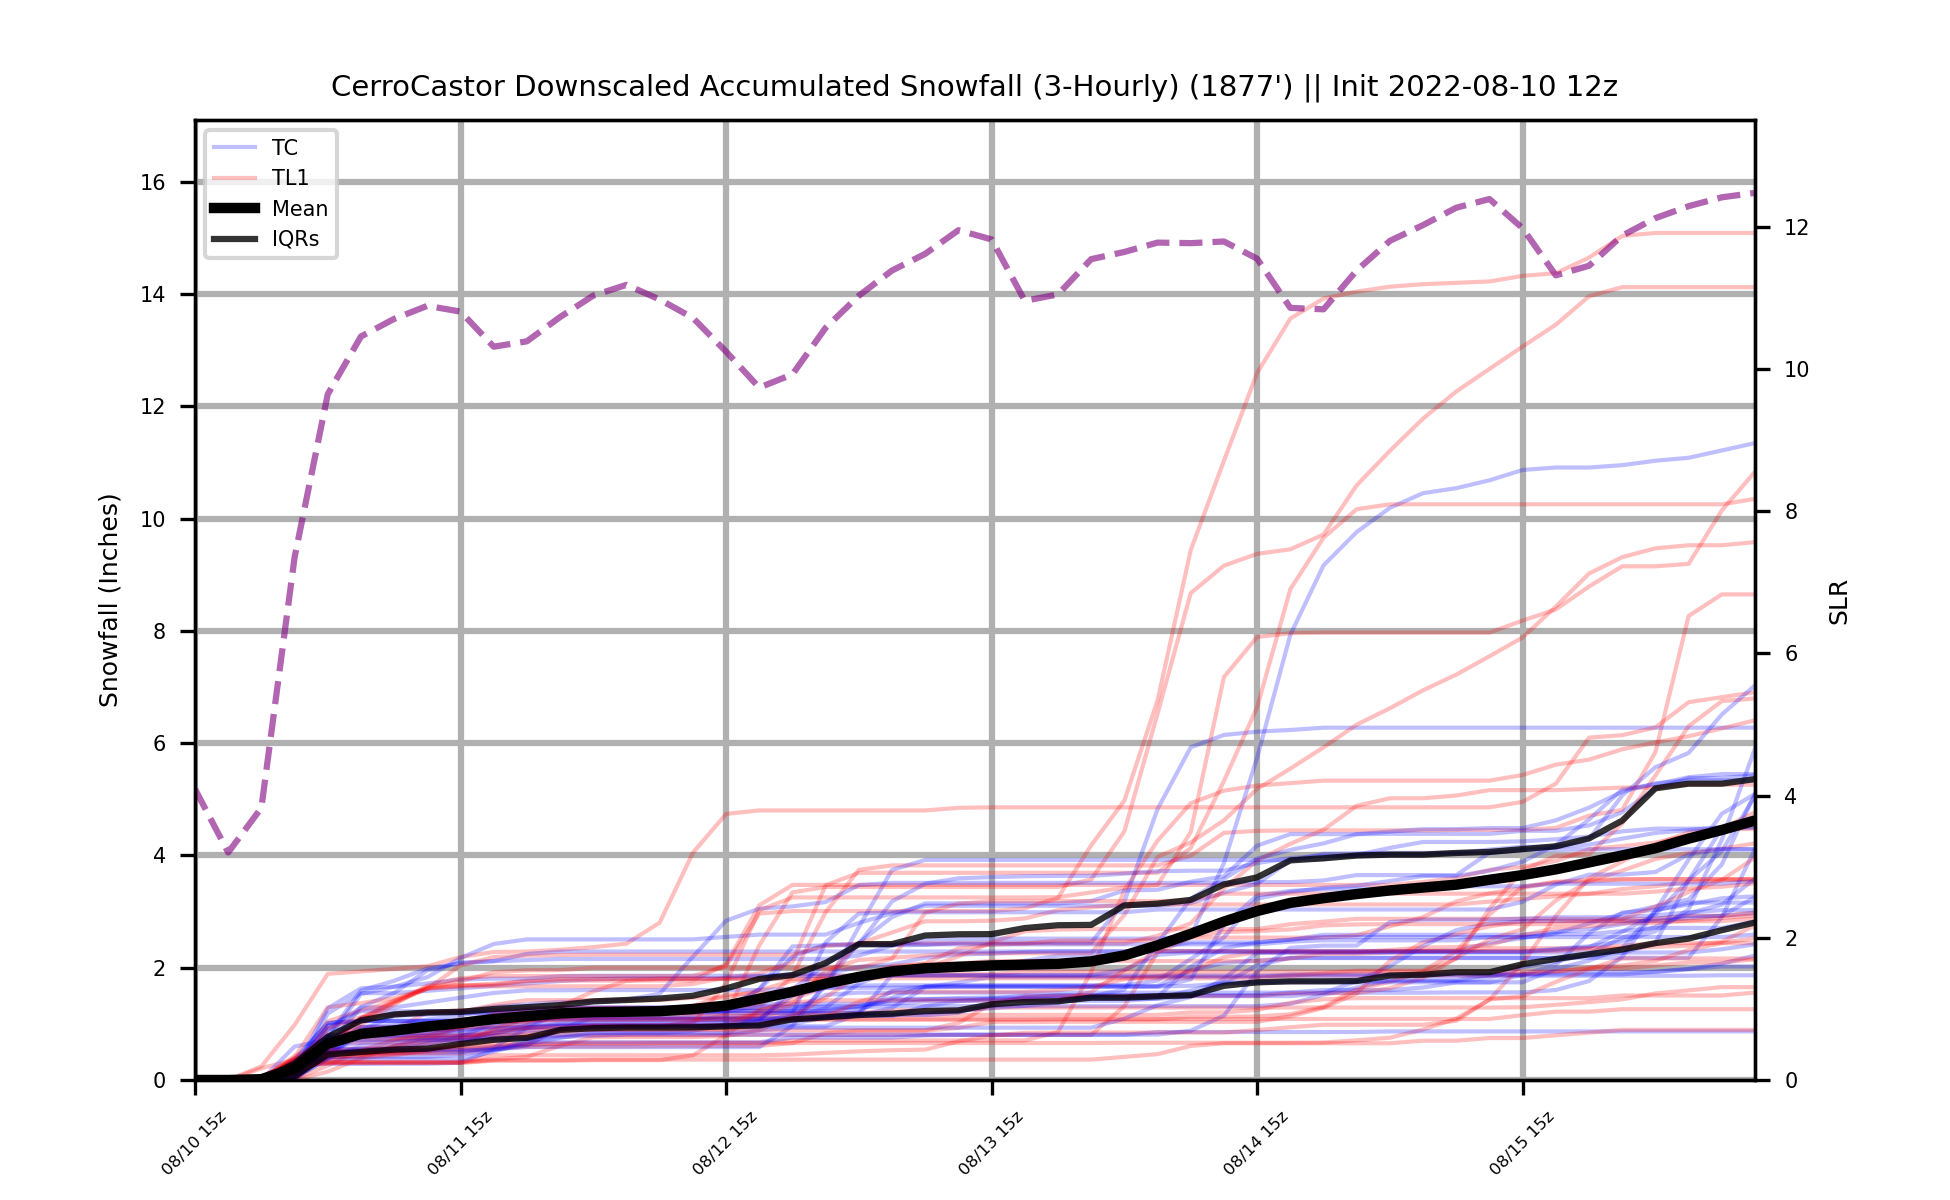 CerroCastor Downscaled Accumulated Snowfall (3-Hourly) (1877') || Init 2022-08-10 12z
TC
TL1
Mean
IQRs
Snowfall (Inches)
16
14
12
10
8
6
4
2
0
SLR
12
10
8
6
4
2
0
08/10 15z
08/11 15z
08/12 15z
08/13 15z
08/14 15z
08/15 15z